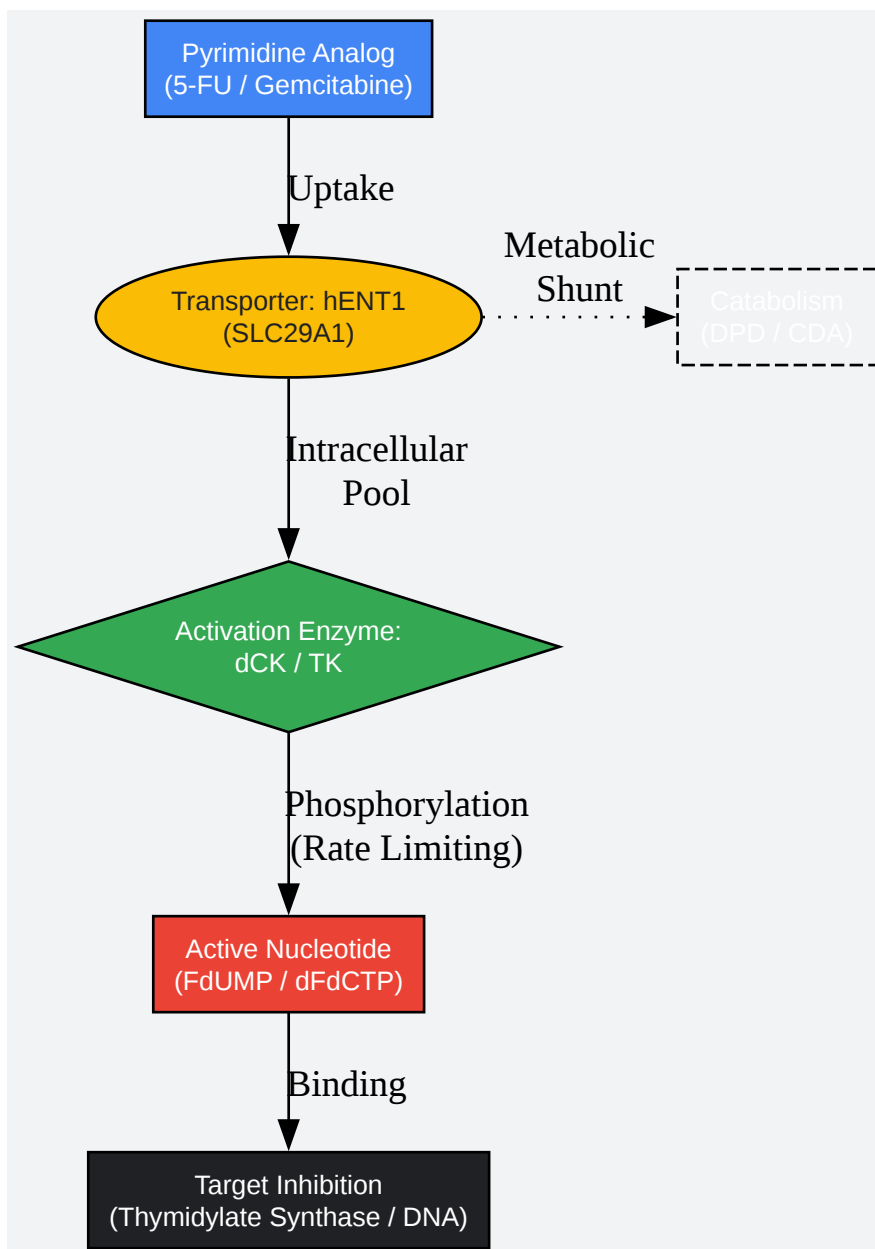 Pyrimidine Analog
(5-FU / Gemcitabine)
Uptake
Transporter: hENT1
(SLC29A1)
Metabolic
Shunt
Catabolism
(DPD / CDA)
Intracellular
Pool
Activation Enzyme:
dCK / TK
Phosphorylation
(Rate Limiting)
Active Nucleotide
(FdUMP / dFdCTP)
Binding
Target Inhibition
(Thymidylate Synthase / DNA)